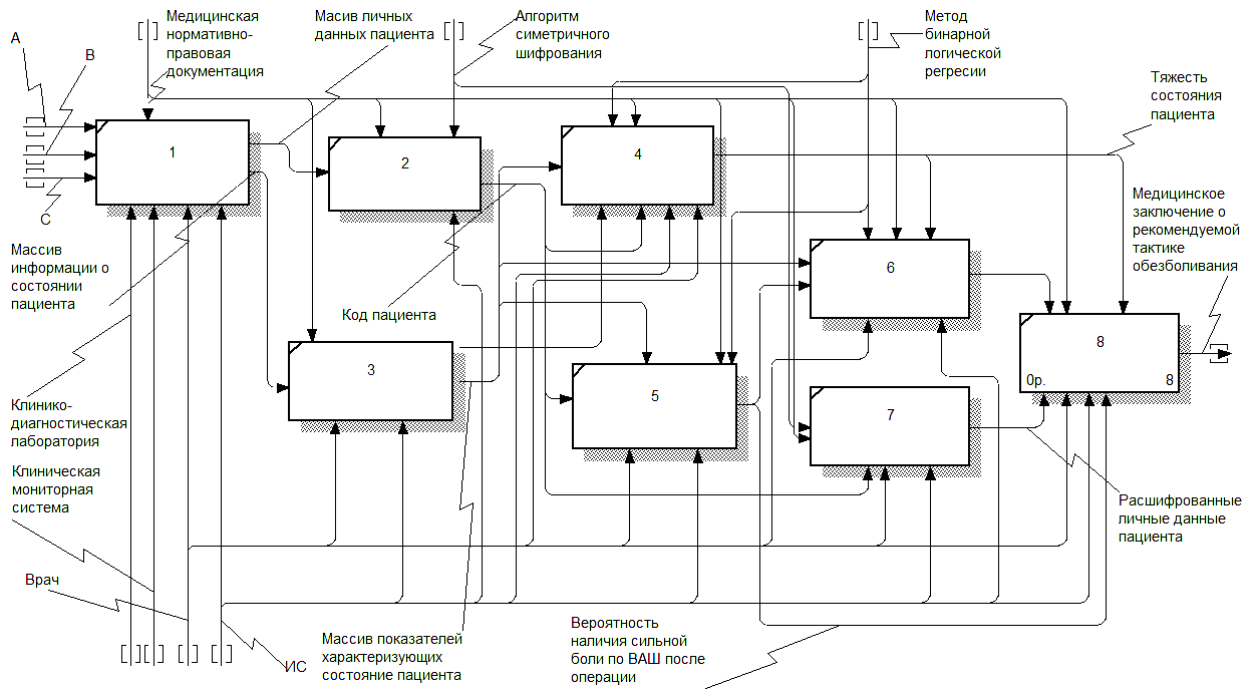 А
В
С
Медицинская
нормативно-
правовая
документация
Масив личных
данных пациента
Алгоритм
симетричного
шифрования
Метод
бинарной
логической
регресии
Тяжесть
состояния
пациента
1
2
4
6
Медицинское
заключение о
рекомендуемой
тактике
обезболивания
Массив
информации о
состоянии
пациента
Код пациента
3
5
7
8
0р.
8
Клинико-
диагностическая
лаборатория
Клиническая
мониторная
система
Врач
ИС
Массив показателей
характеризующих
состояние пациента
Вероятность
наличия сильной
боли по ВАШ после
операции
Расшифрованные
личные данные
пациента